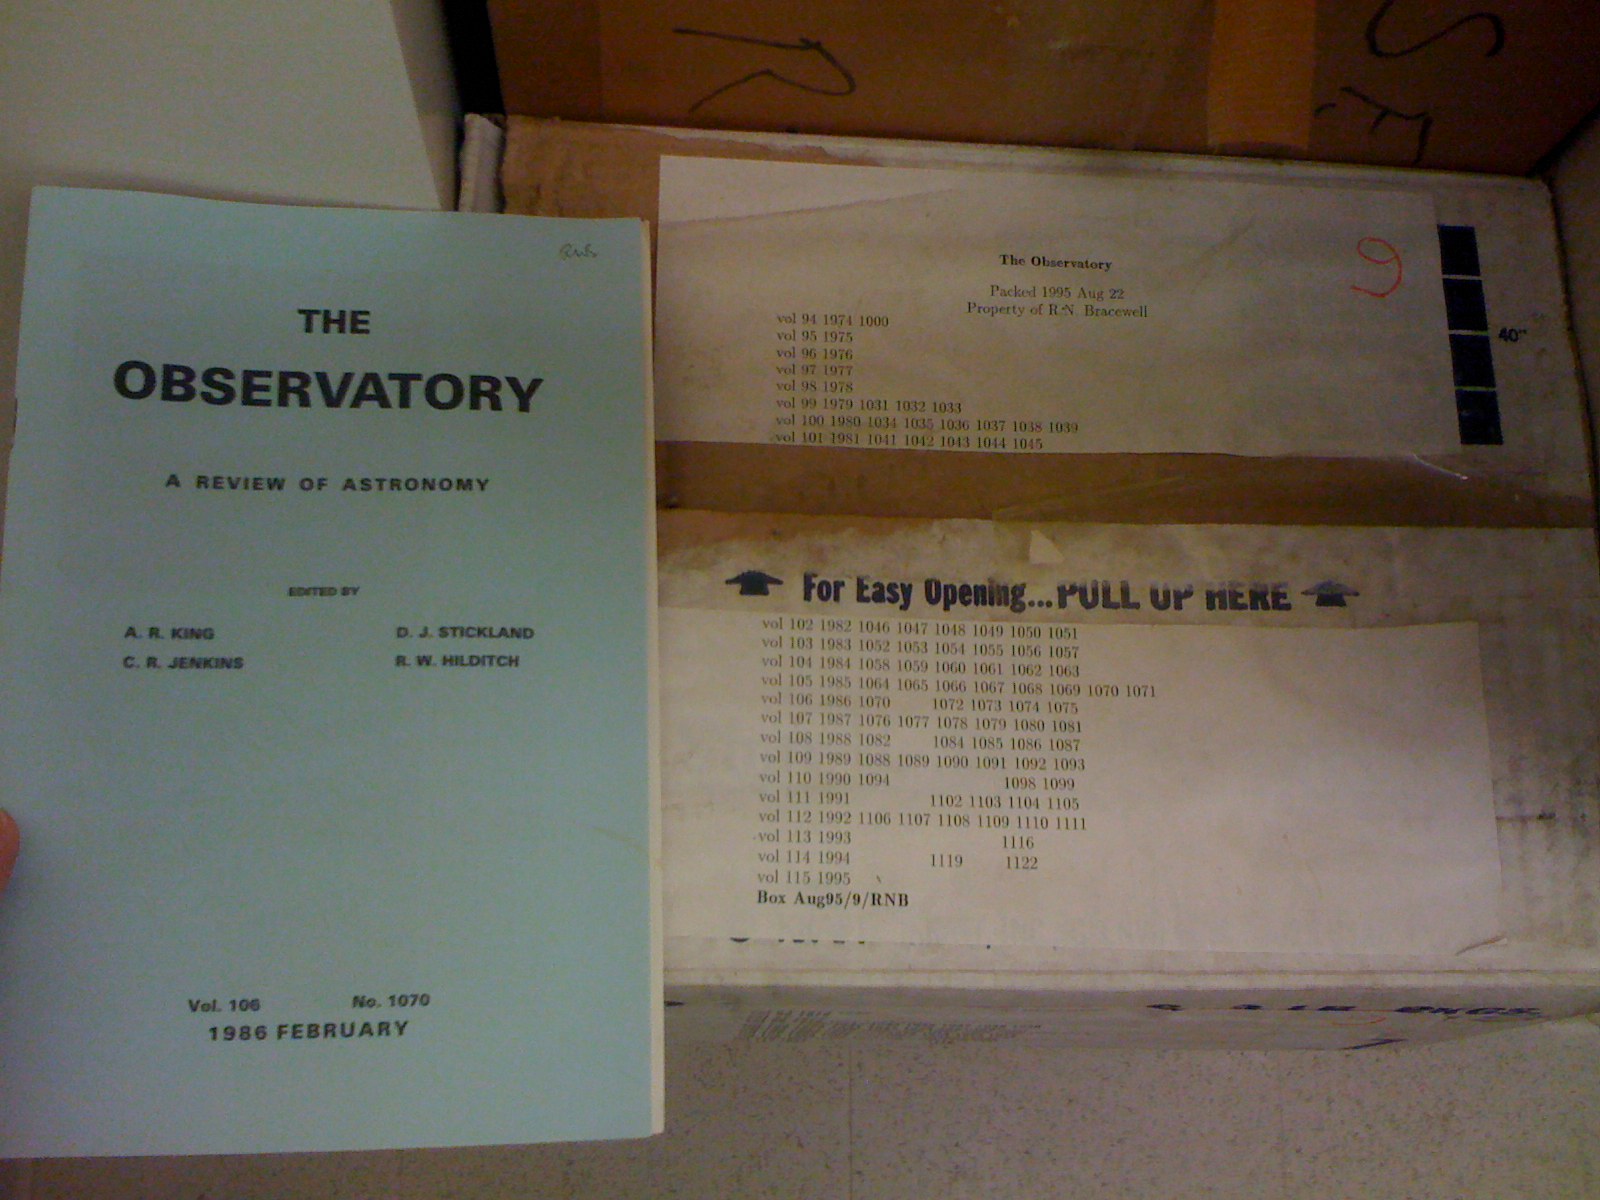 THE
OBSERVATORY
A REVIEW OF ASTRONOMY
EDITED BY
A. R. KING D. J. STICKLAND
C. R. JENKINS R. W. HILDITCH
Vol. 106 No. 1070
1986 FEBRUARY
R
S
9
The Observatory
Packed 1995 Aug 22
Property of R.N. Bracewell
vol 94 1974 1000
vol 95 1975
vol 96 1976
vol 97 1977
vol 98 1978
vol 99 1979 1031 1032 1033
vol 100 1980 1034 1035 1036 1037 1038 1039
vol 101 1981 1041 1042 1043 1044 1045
40"
For Easy Opening... PULL UP HERE
vol 102 1982 1046 1047 1048 1049 1050 1051
vol 103 1983 1052 1053 1054 1055 1056 1057
vol 104 1984 1058 1059 1060 1061 1062 1063
vol 105 1985 1064 1065 1066 1067 1068 1069 1070 1071
vol 106 1986 1070 1072 1073 1074 1075
vol 107 1987 1076 1077 1078 1079 1080 1081
vol 108 1988 1082 1084 1085 1086 1087
vol 109 1989 1088 1089 1090 1091 1092 1093
vol 110 1990 1094 1098 1099
vol 111 1991 1102 1103 1104 1105
vol 112 1992 1106 1107 1108 1109 1110 1111
vol 113 1993 1116
vol 114 1994 1119 1122
vol 115 1995
Box Aug95/9/RNB